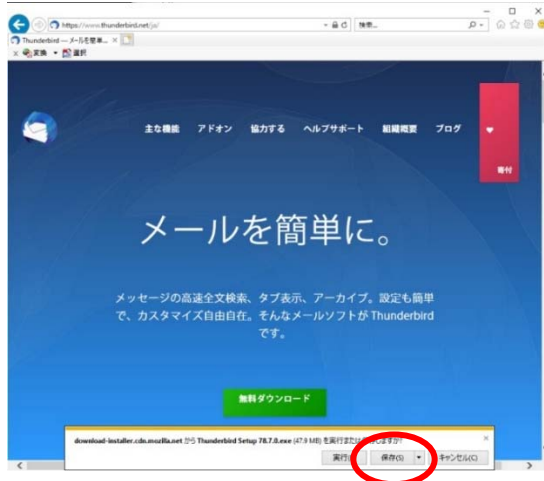 https://www.thunderbird.net/ja/
検索...
Thunderbird — メールを簡単...
× 変換 ▼ 選択
主な機能 アドオン 協力する ヘルプサポート 組織概要 ブログ
寄付
メールを簡単に。
メッセージの高速全文検索、タブ表示、アーカイブ。設定も簡単
で、カスタマイズ自由自在。そんなメールソフトが Thunderbird
です。
無料ダウンロード
download-installer.cdn.mozilla.net から Thunderbird Setup 78.7.0.exe (47.9 MB) を実行または
しますか?
実行 保存(S) キャンセル(C)